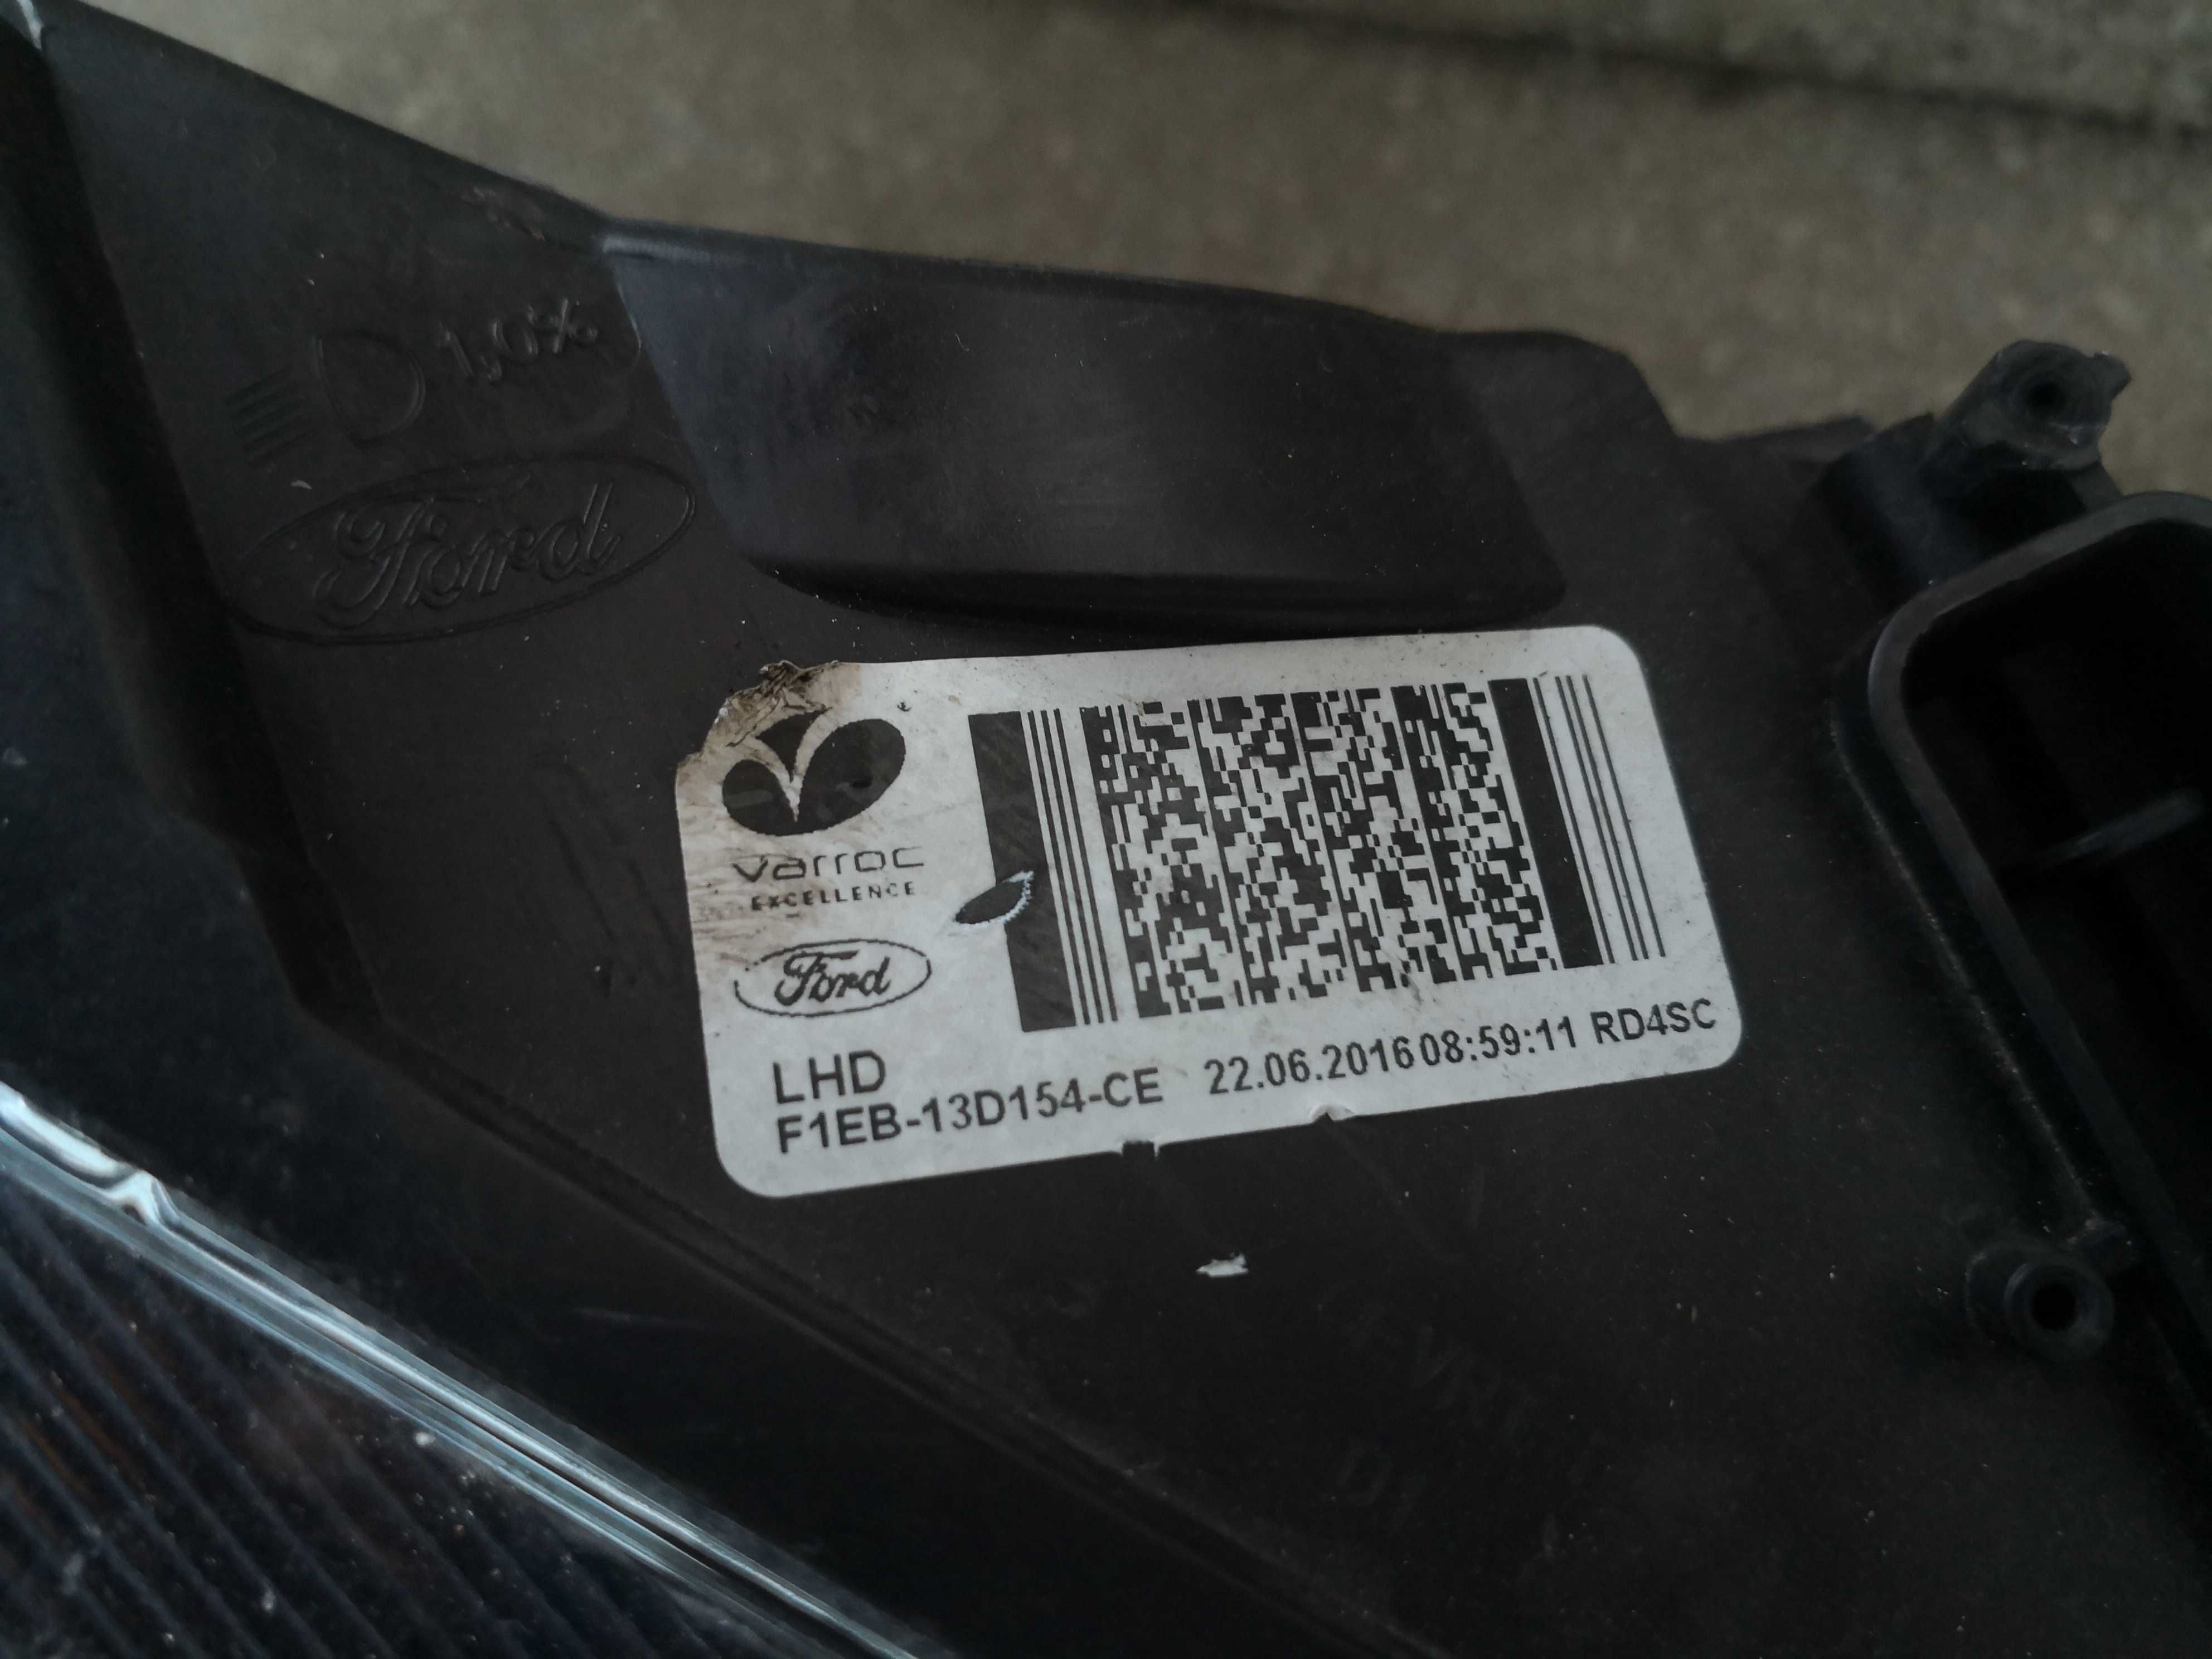 1,0%
Ford
varroc
EXCELLENCE
Ford
LHD
F1EB-13D154-CE 22.06.2016 08:59:11 RD4SC